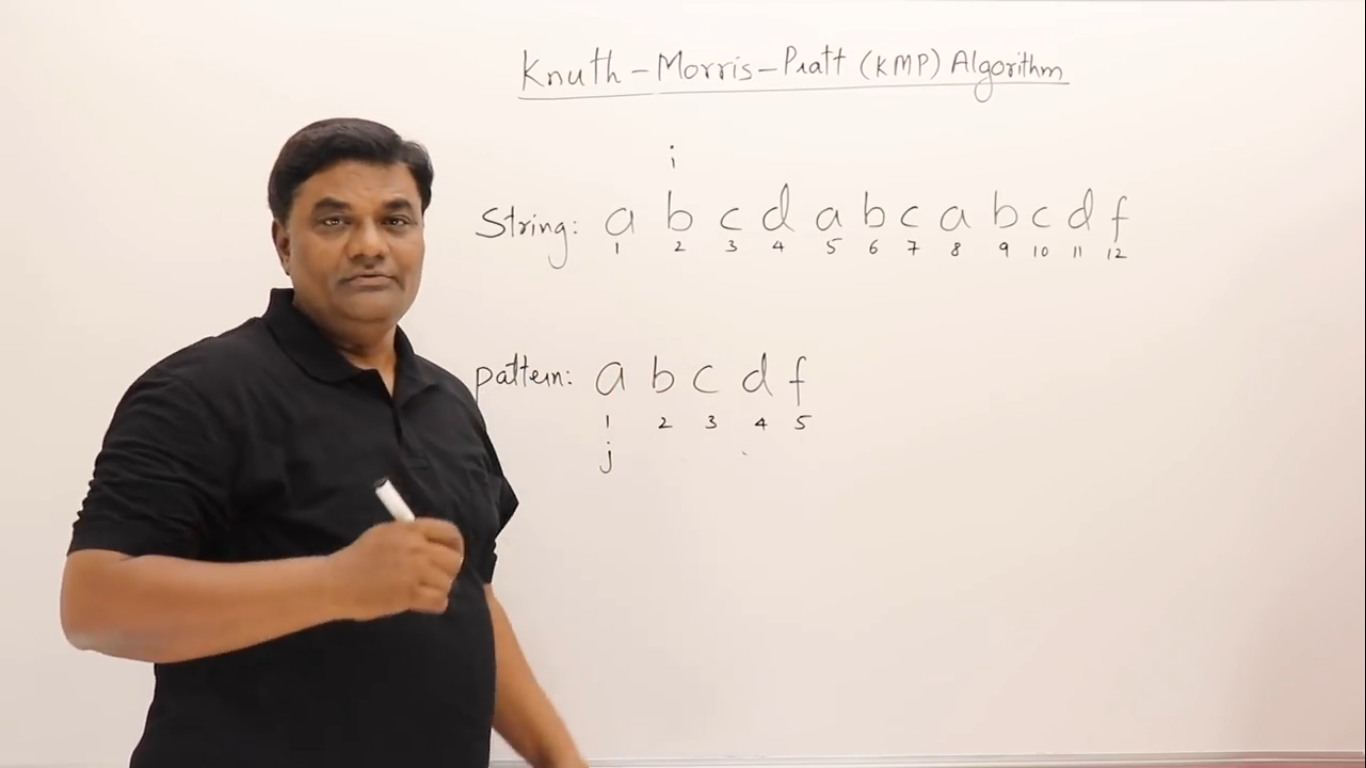 Knuth-Morris-Pratt (KMP) Algorithm
i
String: a b c d a b c a b c d f
1 2 3 4 5 6 7 8 9 10 11 12
pattern: a b c d f
1 2 3 4 5
j